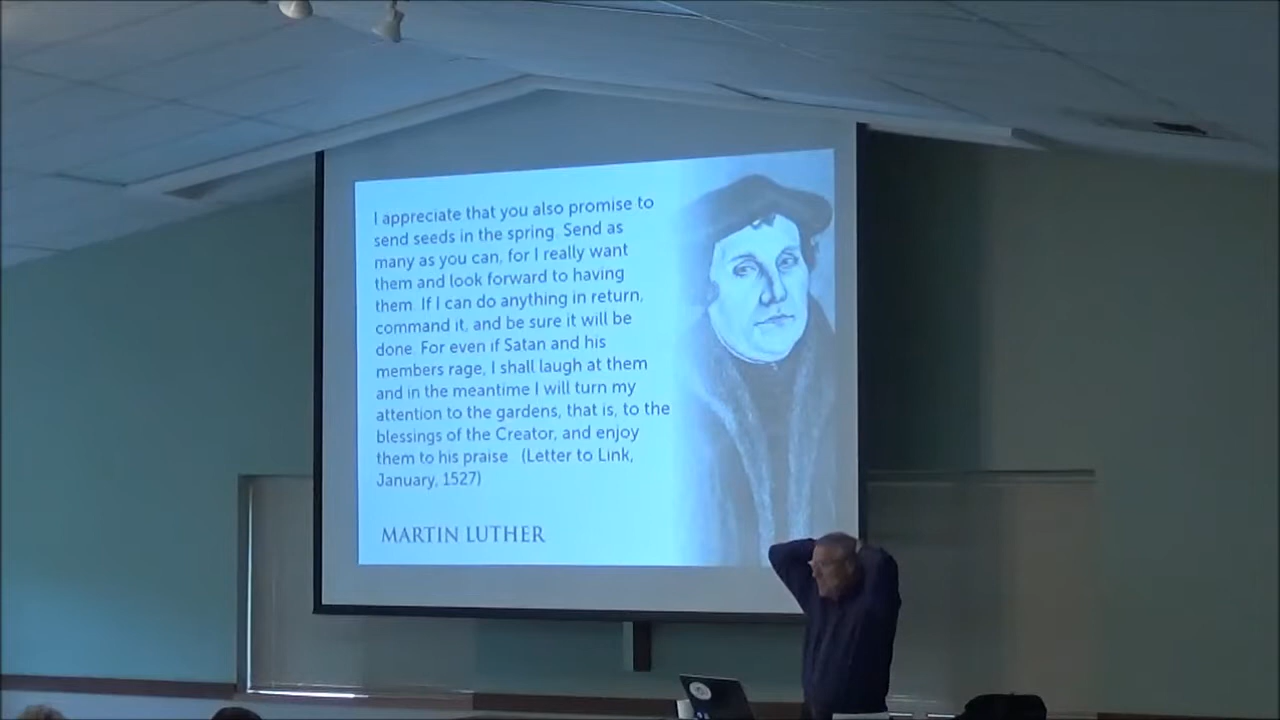 I appreciate that you also promise to
send seeds in the spring. Send as
many as you can, for I really want
them and look forward to having
them. If I can do anything in return,
command it, and be sure it will be
done. For even if Satan and his
members rage, I shall laugh at them
and in the meantime I will turn my
attention to the gardens, that is, to the
blessings of the Creator, and enjoy
them to his praise (Letter to Link,
January, 1527)
MARTIN LUTHER